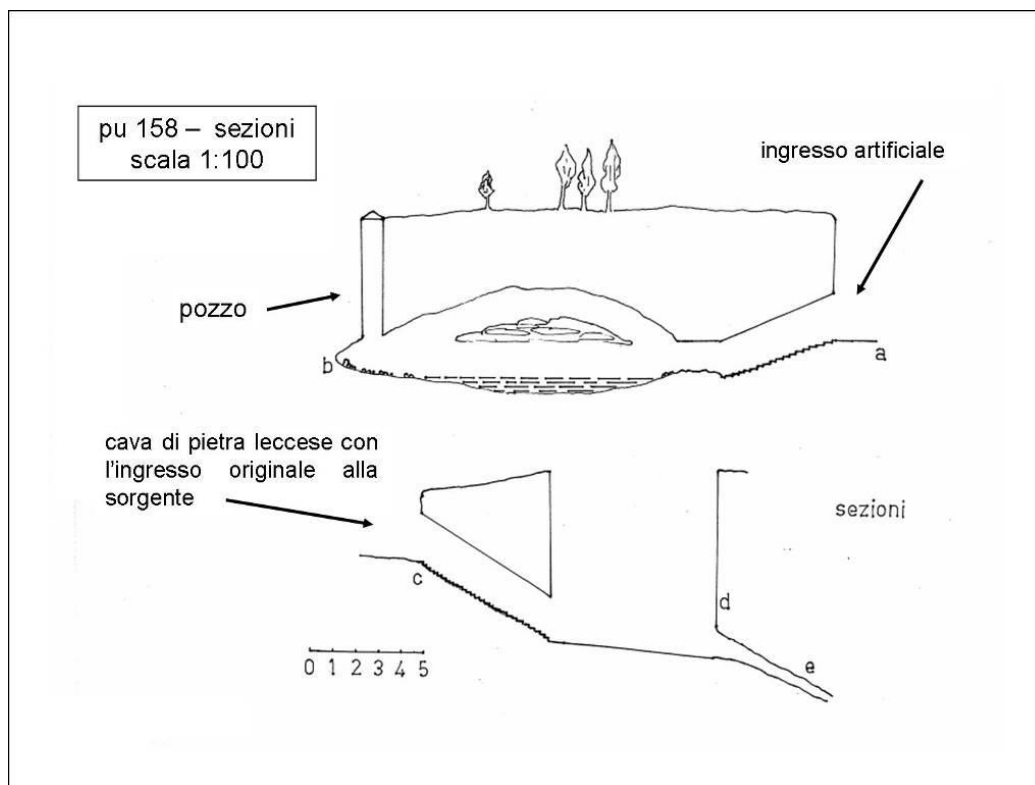 pu 158 – sezioni
scala 1:100
ingresso artificiale
pozzo
b
a
cava di pietra leccese con
l'ingresso originale alla
sorgente
sezioni
c
d
e
0 1 2 3 4 5